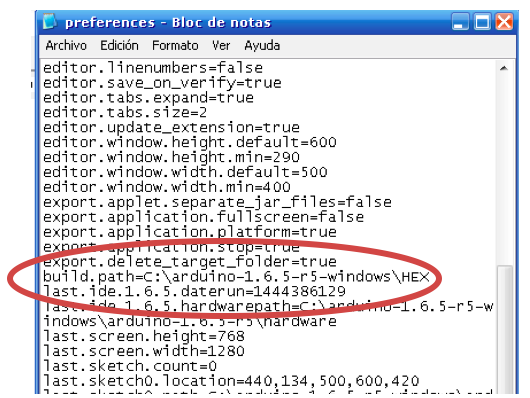 preferences - Bloc de notas
Archivo Edición Formato Ver Ayuda
editor.linenumbers=false
editor.save_on_verify=true
editor.tabs.expand=true
editor.tabs.size=2
editor.update_extension=true
editor.window.height.default=600
editor.window.height.min=290
editor.window.width.default=500
editor.window.width.min=400
export.applet.separate_jar_files=false
export.application.fullscreen=false
export.application.platform=true
export.application.stop=true
export.delete_target_folder=true
build.path=C:\arduino-1.6.5-r5-windows\HEX
last.ide.1.6.5.daterun=1444386129
last.ide.1.6.5.hardwarepath=C:\arduino-1.6.5-r5-w
indows\arduino-1.6.5-r5\hardware
last.screen.height=768
last.screen.width=1280
last.sketch.count=0
last.sketch0.location=440,134,500,600,420